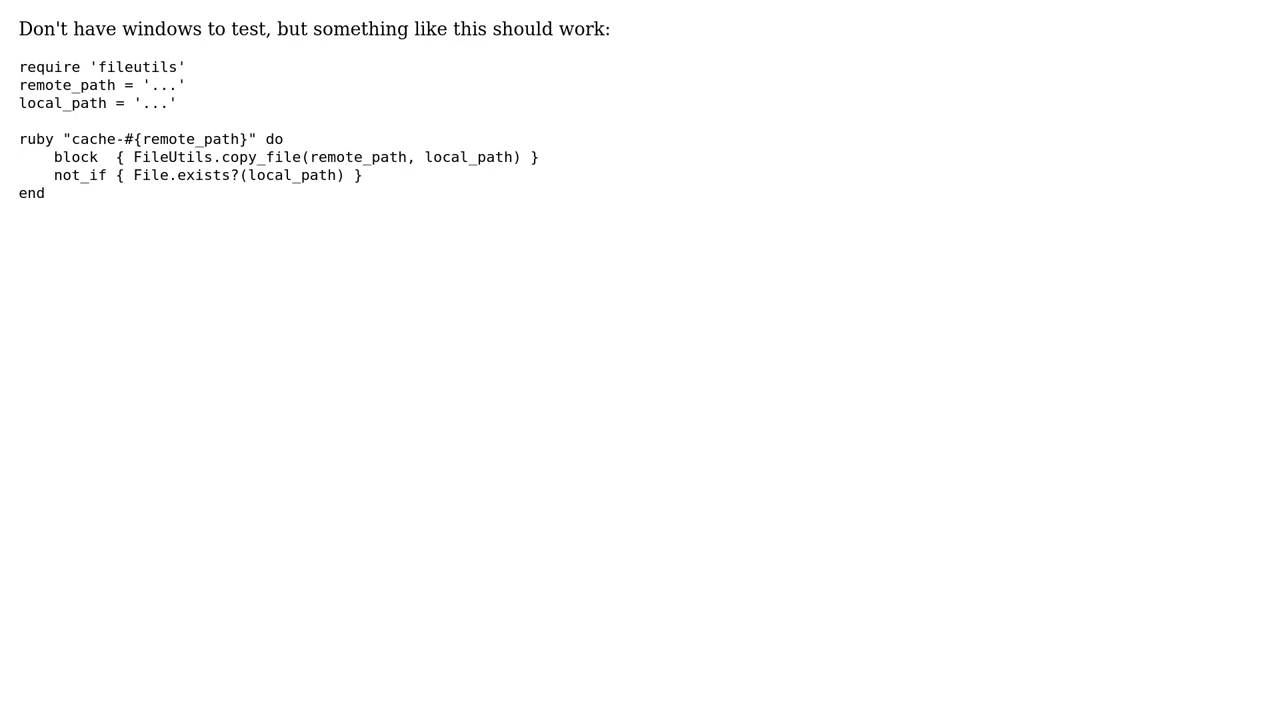 Don't have windows to test, but something like this should work:
require 'fileutils'
remote_path = '...'
local_path = '...'
ruby "cache-#{remote_path}" do
    block  { FileUtils.copy_file(remote_path, local_path) }
    not_if { File.exists?(local_path) }
end